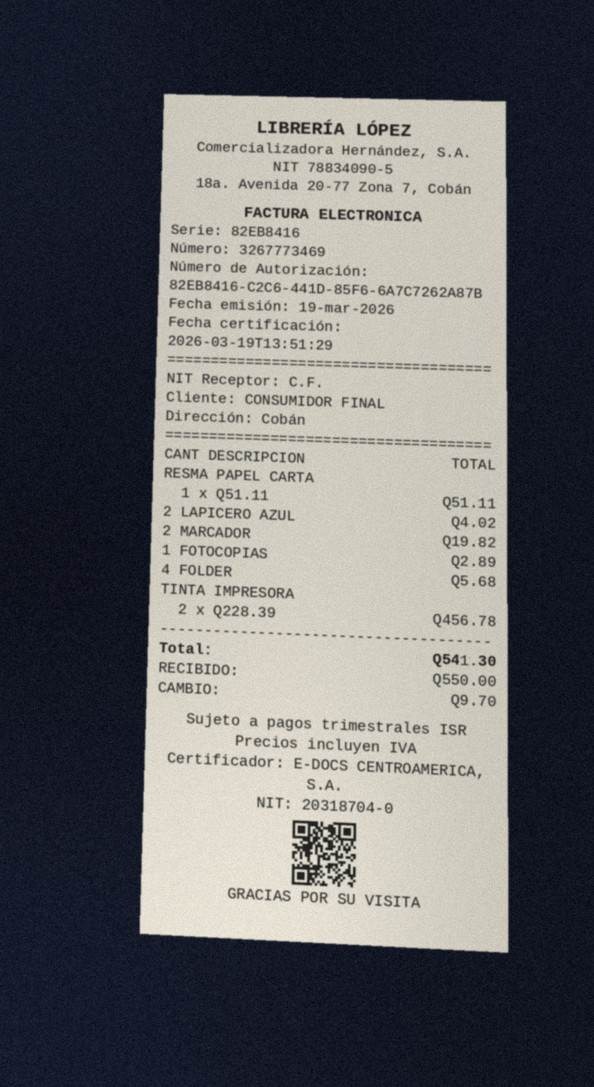 LIBRERÍA LÓPEZ
Comercializadora Hernández, S.A.
NIT 78834090-5
18a. Avenida 20-77 Zona 7, Cobán
FACTURA ELECTRONICA
Serie: 82EB8416
Número: 3267773469
Número de Autorización:
82EB8416-C2C6-441D-85F6-6A7C7262A87B
Fecha emisión: 19-mar-2026
Fecha certificación:
2026-03-19T13:51:29
=====================================
NIT Receptor: C.F.
Cliente: CONSUMIDOR FINAL
Dirección: Cobán
=====================================
CANT DESCRIPCION TOTAL
RESMA PAPEL CARTA
1 x Q51.11 Q51.11
2 LAPICERO AZUL Q4.02
2 MARCADOR Q19.82
1 FOTOCOPIAS Q2.89
4 FOLDER Q5.68
TINTA IMPRESORA
2 x Q228.39 Q456.78
-------------------------------------
Total: Q541.30
RECIBIDO: Q550.00
CAMBIO: Q9.70
Sujeto a pagos trimestrales ISR
Precios incluyen IVA
Certificador: E-DOCS CENTROAMERICA,
S.A.
NIT: 20318704-0
GRACIAS POR SU VISITA